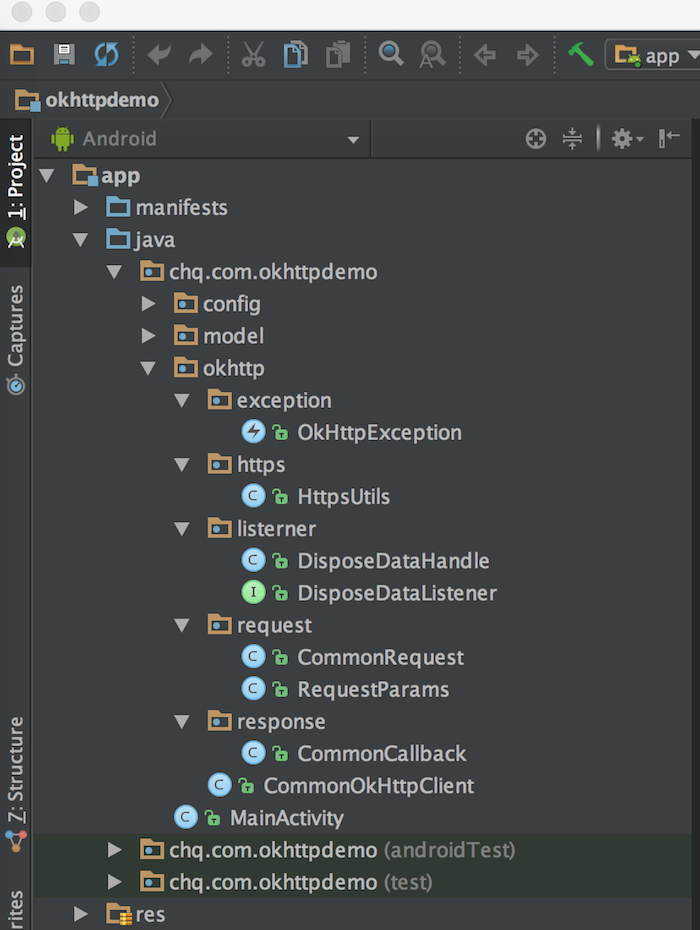 app
okhttpdemo
Android
1: Project
app
manifests
java
chq.com.okhttpdemo
config
model
Captures
okhttp
exception
OkHttpException
https
HttpsUtils
listerner
DisposeDataHandle
DisposeDataListener
request
CommonRequest
RequestParams
response
CommonCallback
CommonOkHttpClient
Z: Structure
MainActivity
chq.com.okhttpdemo (androidTest)
chq.com.okhttpdemo (test)
res
rites